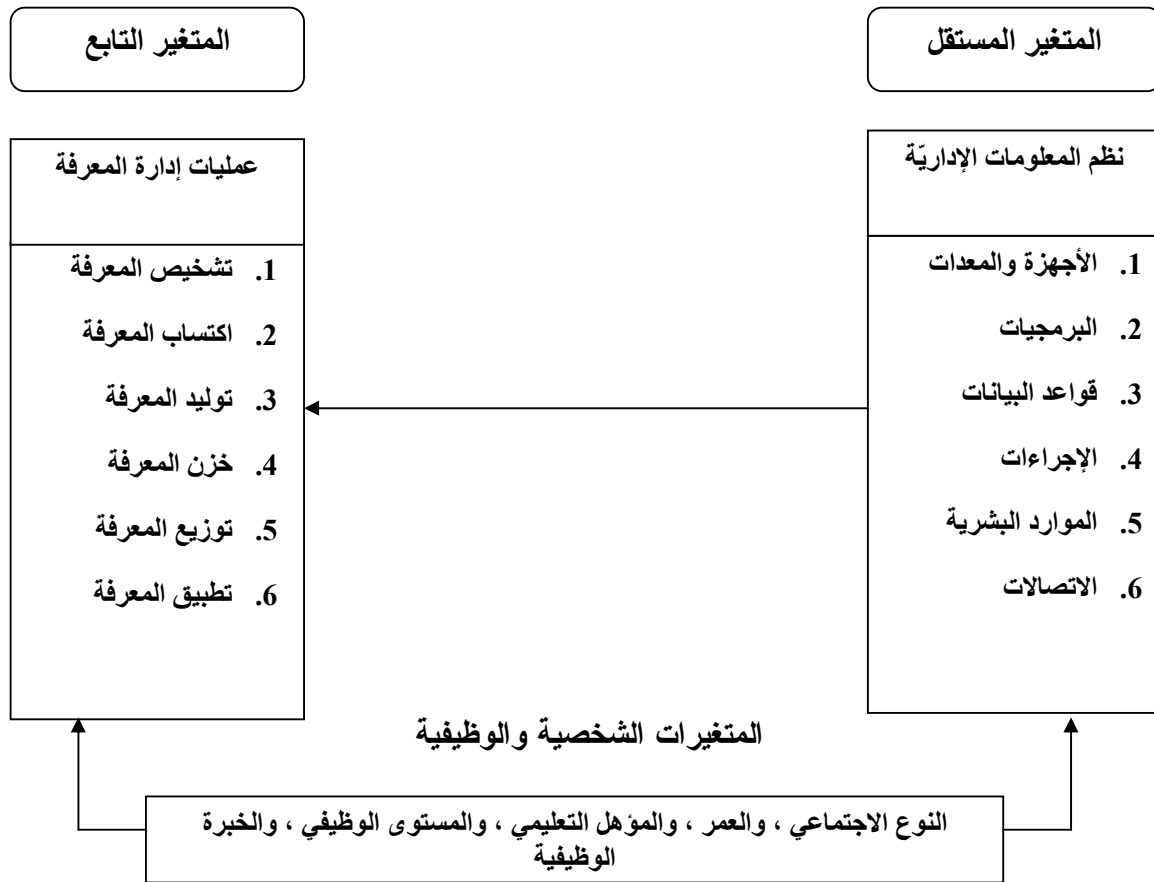 المتغير المستقل
المتغير التابع
نظم المعلومات الإداريّة
1. الأجهزة والمعدات
2. البرمجيات
3. قواعد البيانات
4. الإجراءات
5. الموارد البشرية
6. الاتصالات
عمليات إدارة المعرفة
1. تشخيص المعرفة
2. اكتساب المعرفة
3. توليد المعرفة
4. خزن المعرفة
5. توزيع المعرفة
6. تطبيق المعرفة
المتغيرات الشخصية والوظيفية
النوع الاجتماعي ، والعمر ، والمؤهل التعليمي ، والمستوى الوظيفي ، والخبرة
الوظيفية